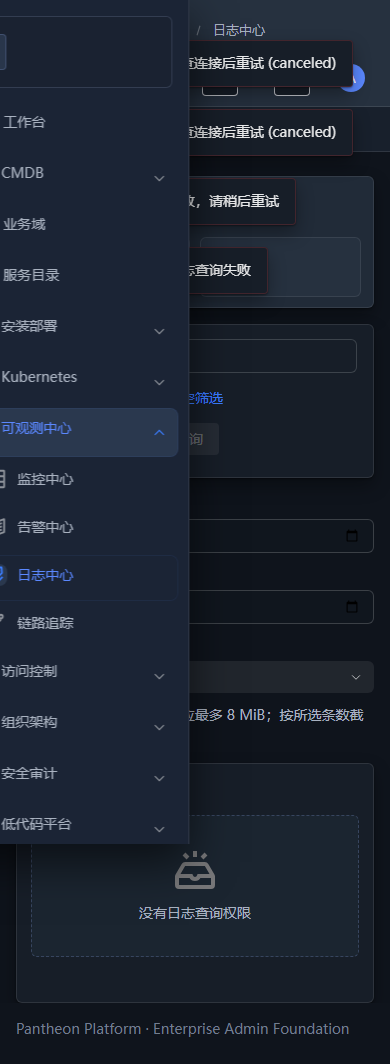 / 日志中心
连接后重试 (canceled)
工作台
连接后重试 (canceled)
CMDB
，请稍后重试
业务域
服务目录
查询失败
安装部署
Kubernetes
筛选
可观测中心
询
监控中心
告警中心
日志中心
链路追踪
访问控制
组织架构
最多 8 MiB；按所选条数截
安全审计
低代码平台
没有日志查询权限
Pantheon Platform · Enterprise Admin Foundation